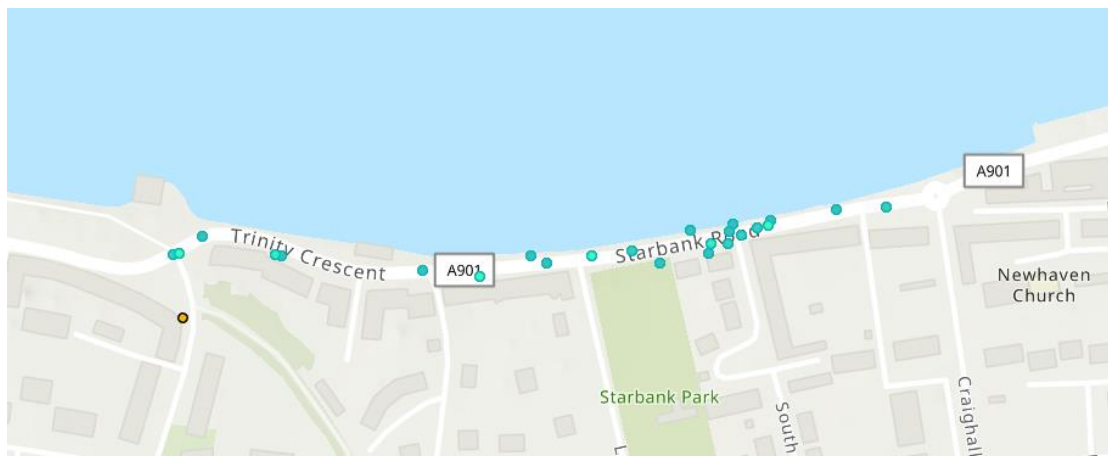 A901
Trinity Crescent
A901
Starbank Road
Newhaven
Church
Starbank Park
South
Craighall
L